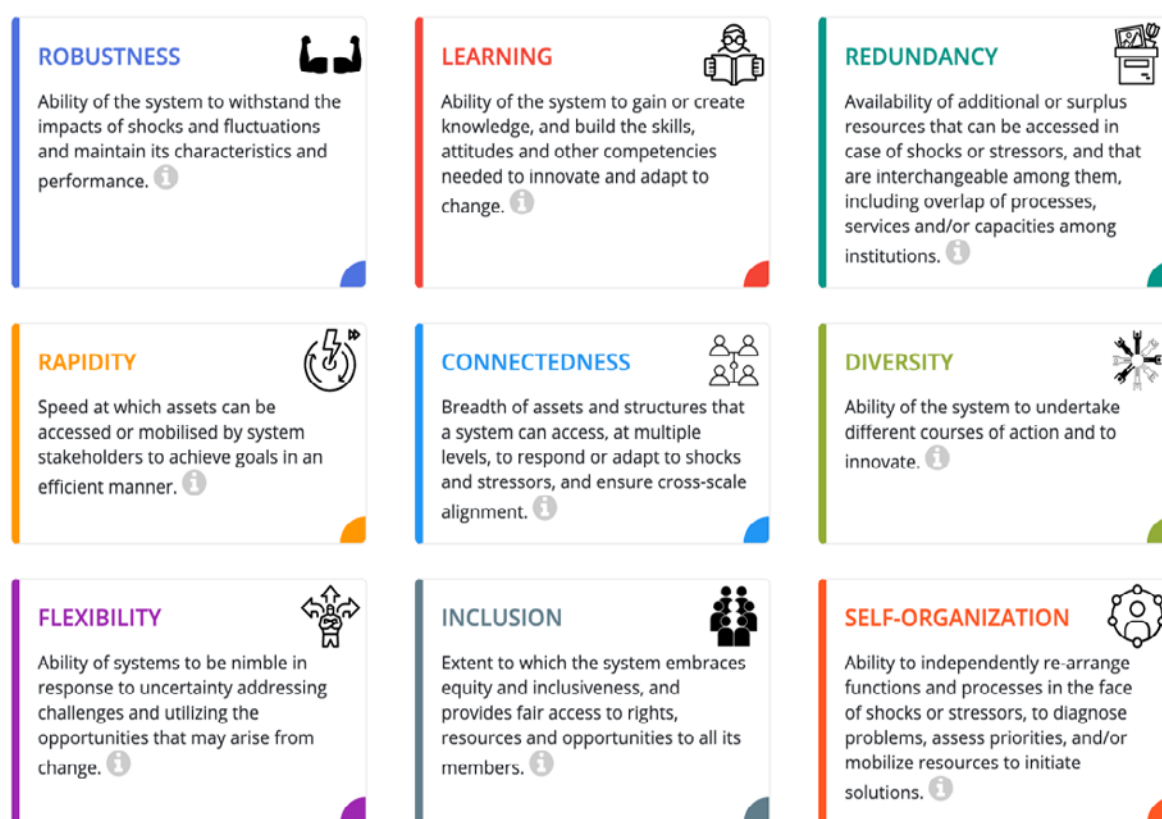 ROBUSTNESS
Ability of the system to withstand the
impacts of shocks and fluctuations
and maintain its characteristics and
performance.
LEARNING
Ability of the system to gain or create
knowledge, and build the skills,
attitudes and other competencies
needed to innovate and adapt to
change.
REDUNDANCY
Availability of additional or surplus
resources that can be accessed in
case of shocks or stressors, and that
are interchangeable among them,
including overlap of processes,
services and/or capacities among
institutions.
RAPIDITY
Speed at which assets can be
accessed or mobilised by system
stakeholders to achieve goals in an
efficient manner.
CONNECTEDNESS
Breadth of assets and structures that
a system can access, at multiple
levels, to respond or adapt to shocks
and stressors, and ensure cross-scale
alignment.
DIVERSITY
Ability of the system to undertake
different courses of action and to
innovate.
FLEXIBILITY
Ability of systems to be nimble in
response to uncertainty addressing
challenges and utilizing the
opportunities that may arise from
change.
INCLUSION
Extent to which the system embraces
equity and inclusiveness, and
provides fair access to rights,
resources and opportunities to all its
members.
SELF-ORGANIZATION
Ability to independently re-arrange
functions and processes in the face
of shocks or stressors, to diagnose
problems, assess priorities, and/or
mobilize resources to initiate
solutions.